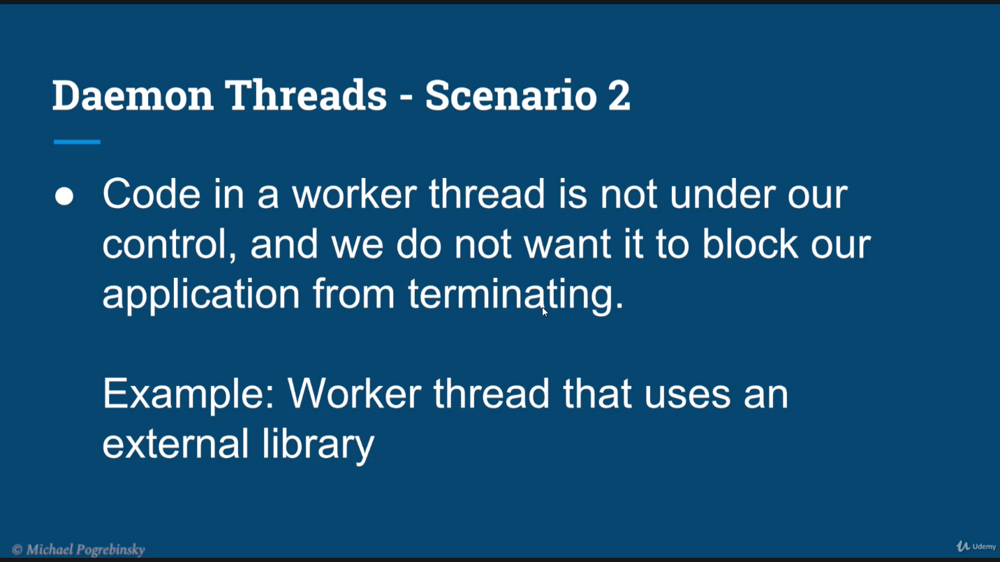 Daemon Threads - Scenario 2
● Code in a worker thread is not under our
control, and we do not want it to block our
application from terminating.
Example: Worker thread that uses an
external library
© Michael Pogrebinsky
Udemy